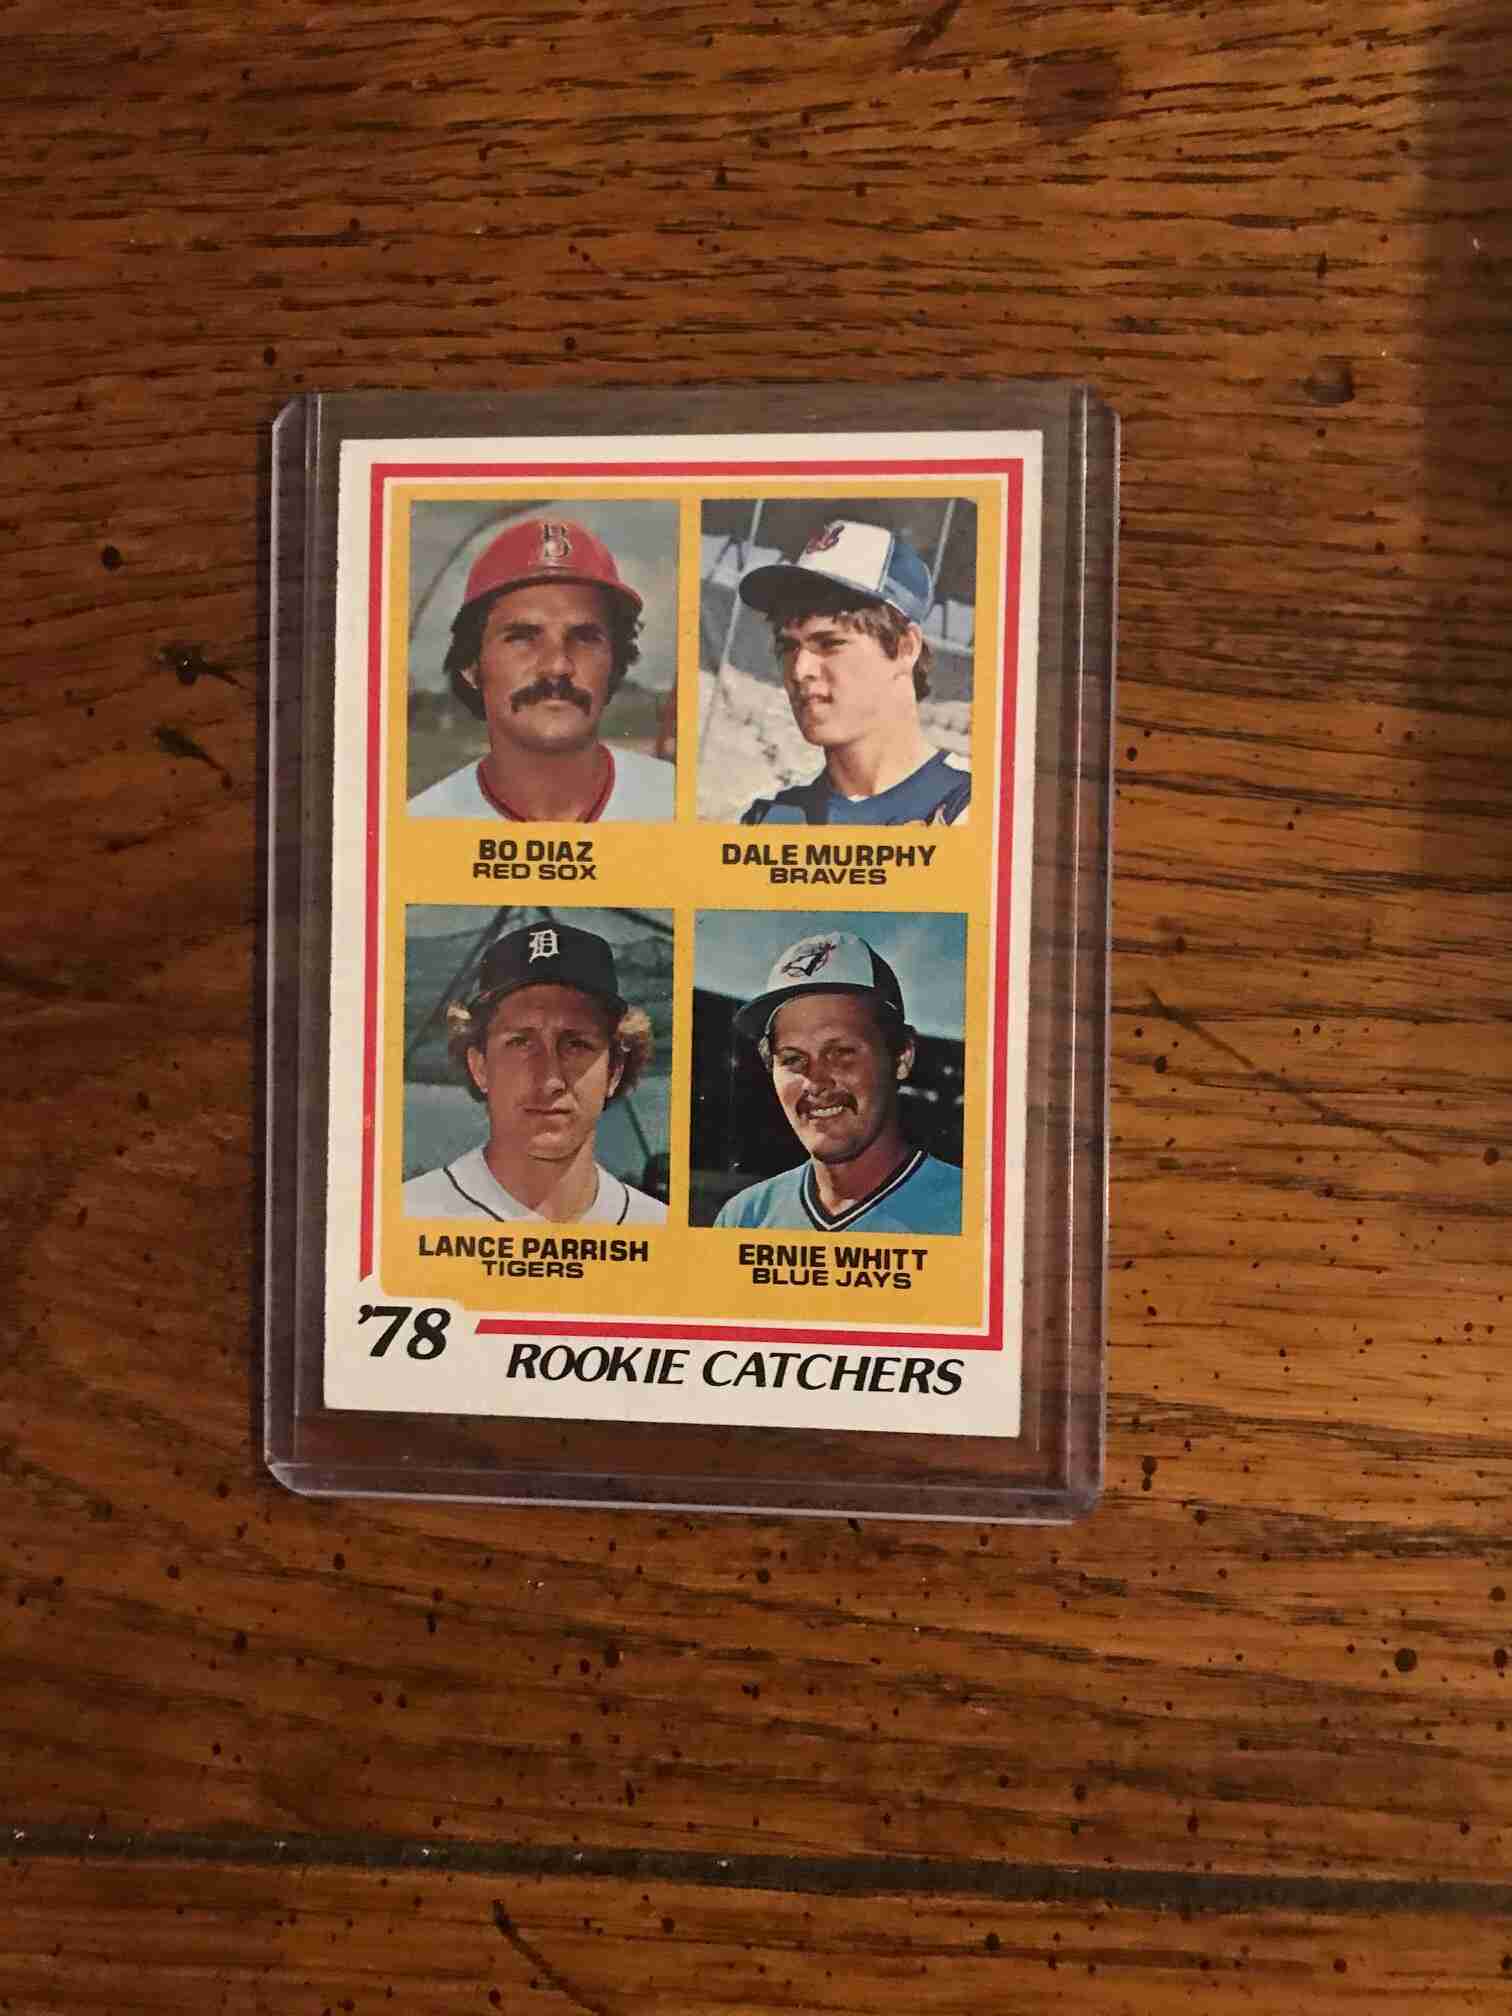 B
BO DIAZ
RED SOX
DALE MURPHY
BRAVES
D
LANCE PARRISH
TIGERS
ERNIE WHITT
BLUE JAYS
'78
ROOKIE CATCHERS